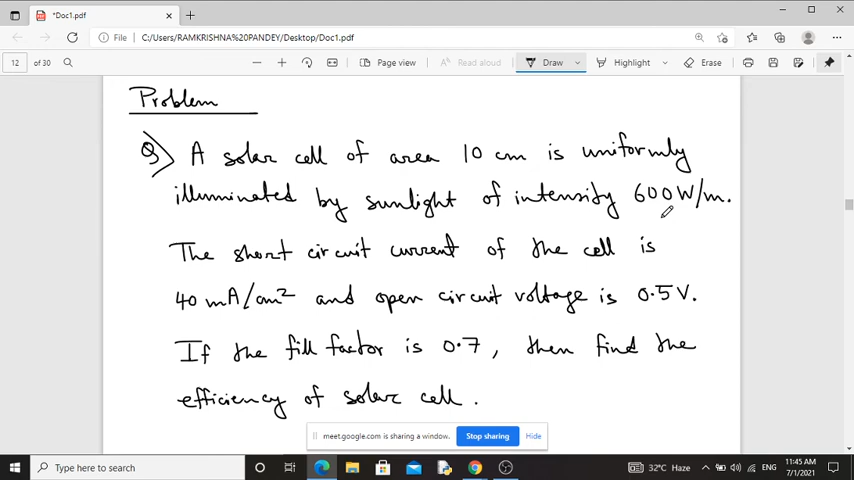 *Doc1.pdf
File
C:/Users/RAMKRISHNA%20PANDEY/Desktop/Doc1.pdf
12 of 30
Page view
Read aloud
Draw
Highlight
Erase
Problem
Q) A solar cell of area 10 cm is uniformly
illuminated by sunlight of intensity 600 W/m.
The short circuit current of the cell is
40 mA/cm² and open circuit voltage is 0.5 V.
If the fill factor is 0.7, then find the
efficiency of solar cell.
meet.google.com is sharing a window.
Stop sharing
Hide
Type here to search
32°C Haze
ENG
11:45 AM
7/1/2021